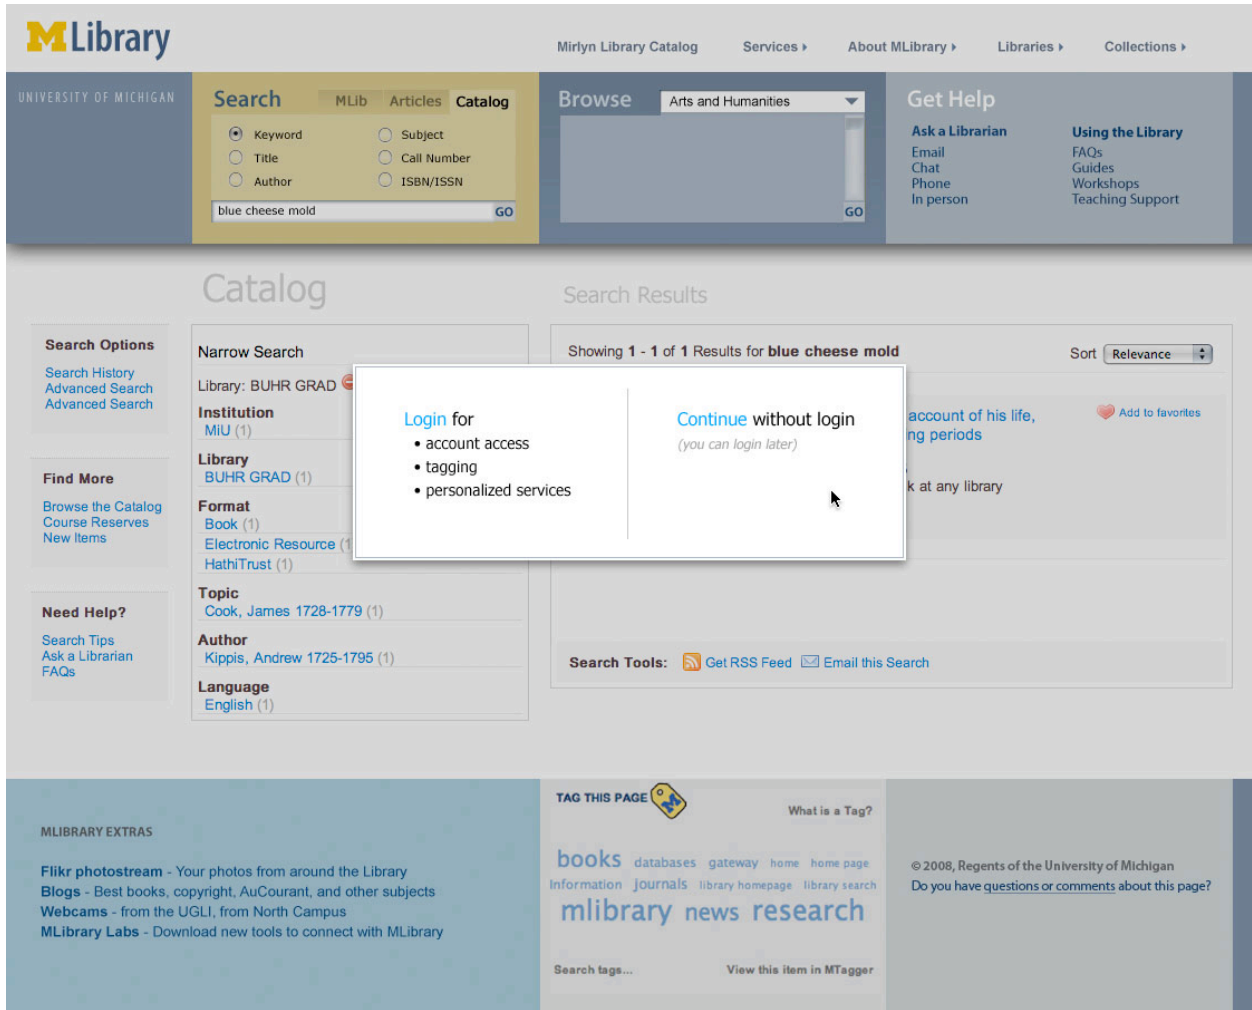 MLibrary
Mirlyn Library Catalog
Services
About MLibrary
Libraries
Collections
UNIVERSITY OF MICHIGAN
Search
MLib
Articles
Catalog
Keyword
Subject
Title
Call Number
Author
ISBN/ISSN
blue cheese mold
GO
Browse
Arts and Humanities
GO
Get Help
Ask a Librarian
Email
Chat
Phone
In person
Using the Library
FAQs
Guides
Workshops
Teaching Support
Catalog
Search Results
Search Options
Search History
Advanced Search
Advanced Search
Find More
Browse the Catalog
Course Reserves
New Items
Need Help?
Search Tips
Ask a Librarian
FAQs
Narrow Search
Library: BUHR GRAD
Institution
MiU (1)
Library
BUHR GRAD (1)
Format
Book (1)
Electronic Resource (1
HathiTrust (1)
Topic
Cook, James 1728-1779 (1)
Author
Kippis, Andrew 1725-1795 (1)
Language
English (1)
Showing 1 - 1 of 1 Results for blue cheese mold
Sort Relevance
Login for
• account access
• tagging
• personalized services
Continue without login
(you can login later)
account of his life,
ng periods
Add to favorites
k at any library
Search Tools: Get RSS Feed Email this Search
MLIBRARY EXTRAS
Flikr photostream - Your photos from around the Library
Blogs - Best books, copyright, AuCourant, and other subjects
Webcams - from the UGLI, from North Campus
MLibrary Labs - Download new tools to connect with MLibrary
TAG THIS PAGE
What is a Tag?
books databases gateway home home page
Information Journals library homepage library search
mlibrary news research
Search tags...
View this item in MTagger
© 2008, Regents of the University of Michigan
Do you have questions or comments about this page?